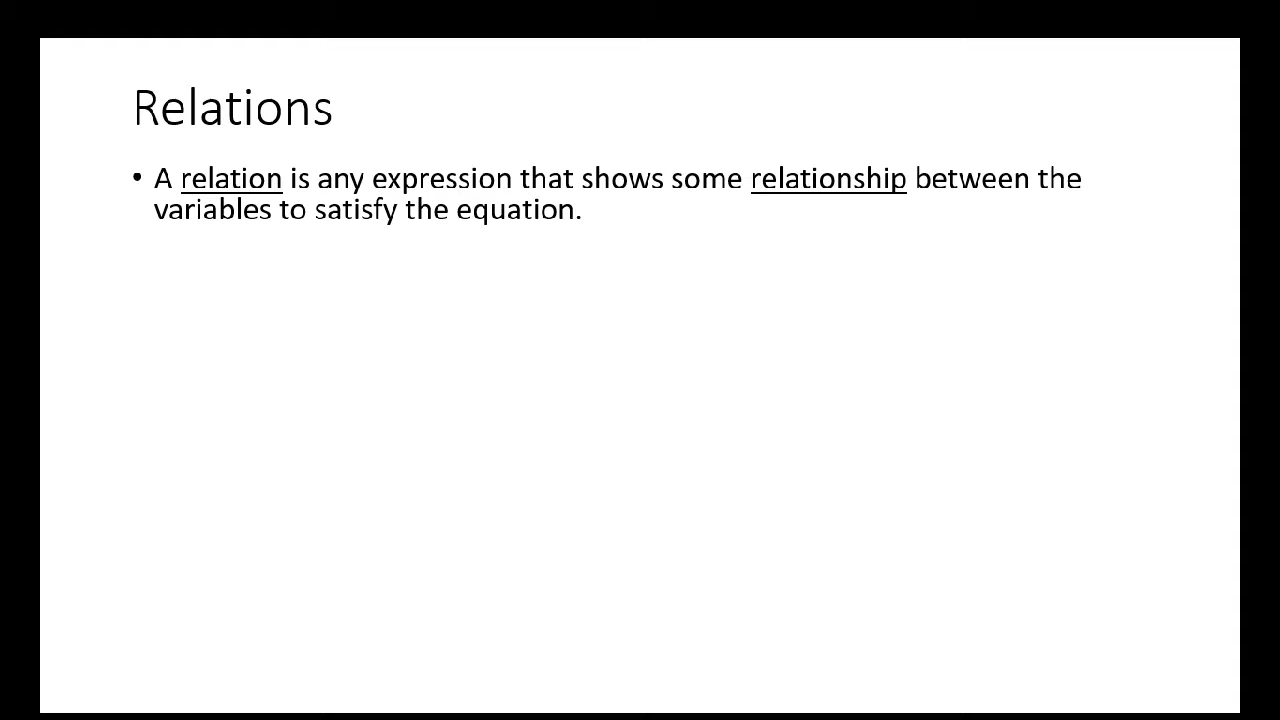 Relations
• A relation is any expression that shows some relationship between the
variables to satisfy the equation.